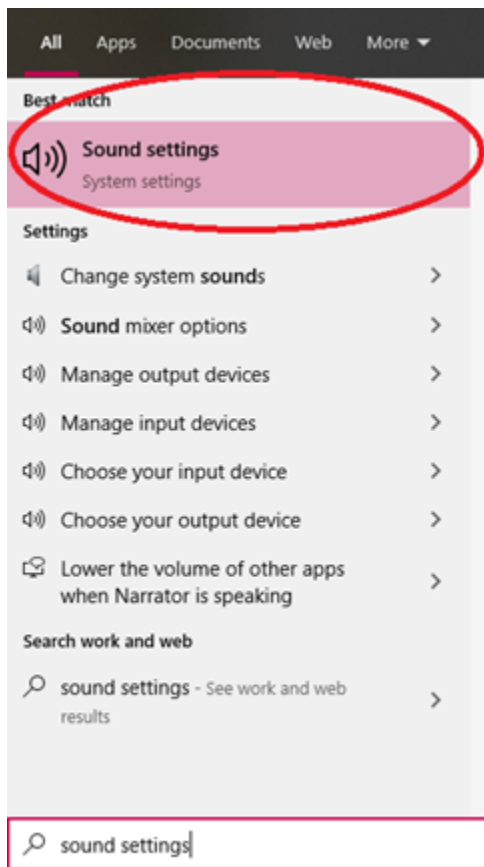 All Apps Documents Web More
Best match
Sound settings
System settings
Settings
Change system sounds
Sound mixer options
Manage output devices
Manage input devices
Choose your input device
Choose your output device
Lower the volume of other apps
when Narrator is speaking
Search work and web
sound settings - See work and web
results
sound settings